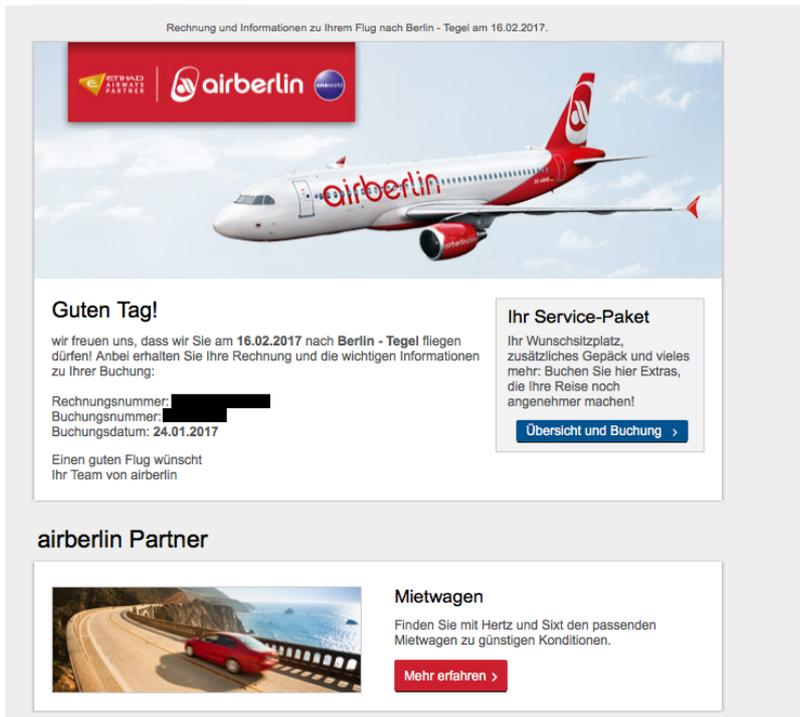 Rechnung und Informationen zu Ihrem Flug nach Berlin - Tegel am 16.02.2017.
ETIHAD
AIRWAYS
PARTNER
airberlin
oneworld
airberlin
airberlin
Guten Tag!
wir freuen uns, dass wir Sie am 16.02.2017 nach Berlin - Tegel fliegen
dürfen! Anbei erhalten Sie Ihre Rechnung und die wichtigen Informationen
zu Ihrer Buchung:
Rechnungsnummer:
Buchungsnummer:
Buchungsdatum: 24.01.2017
Einen guten Flug wünscht
Ihr Team von airberlin
Ihr Service-Paket
Ihr Wunschsitzplatz,
zusätzliches Gepäck und vieles
mehr: Buchen Sie hier Extras,
die Ihre Reise noch
angenehmer machen!
Übersicht und Buchung
airberlin Partner
Mietwagen
Finden Sie mit Hertz und Sixt den passenden
Mietwagen zu günstigen Konditionen.
Mehr erfahren